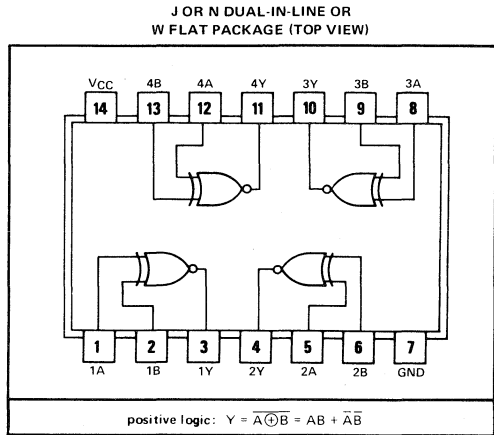 J OR N DUAL-IN-LINE OR
W FLAT PACKAGE (TOP VIEW)
VCC 4B 4A 4Y 3Y 3B 3A
14 13 12 11 10 9 8
1 2 3 4 5 6 7
1A 1B 1Y 2Y 2A 2B GND
positive logic: Y = A̅⊕̅B̅ = AB + A̅B̅